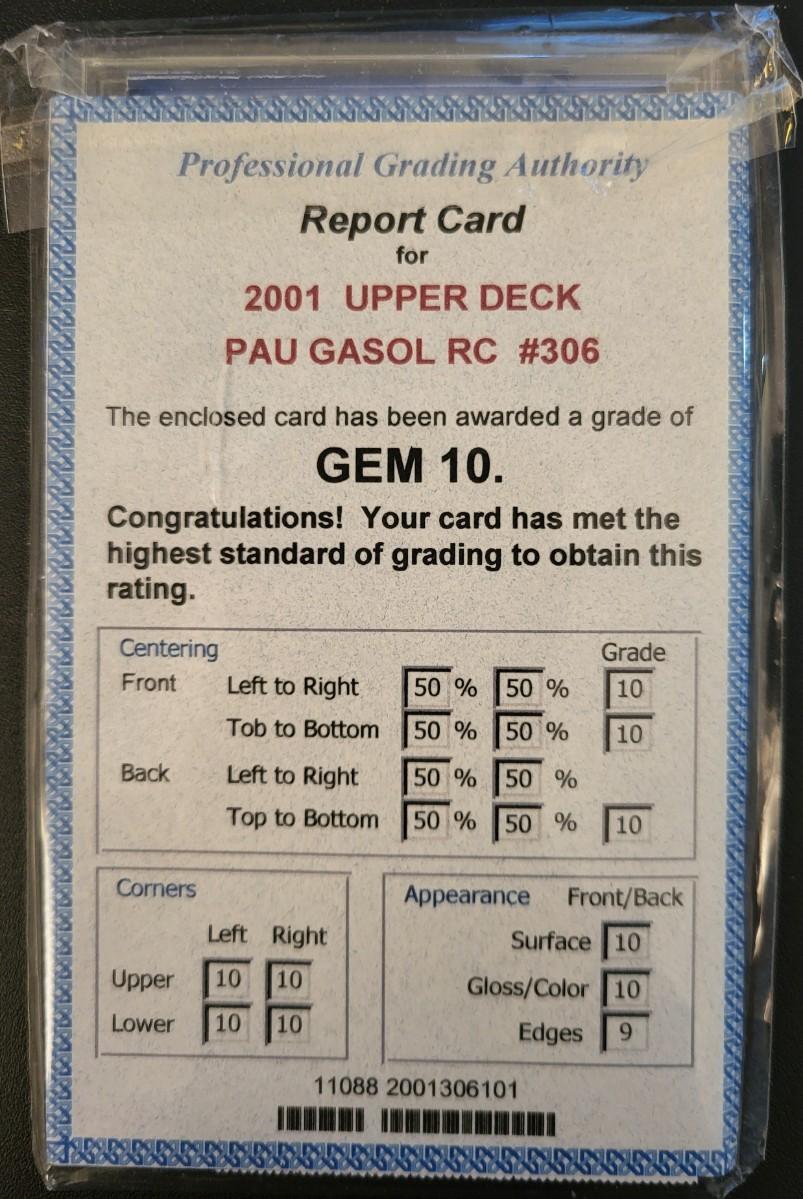 Professional Grading Authority
Report Card
for
2001 UPPER DECK
PAU GASOL RC #306
The enclosed card has been awarded a grade of
GEM 10.
Congratulations! Your card has met the
highest standard of grading to obtain this
rating.
Centering Grade
Front Left to Right 50 % 50 % 10
Tob to Bottom 50 % 50 % 10
Back Left to Right 50 % 50 %
Top to Bottom 50 % 50 % 10
Corners
Left Right
Upper 10 10
Lower 10 10
Appearance Front/Back
Surface 10
Gloss/Color 10
Edges 9
11088 2001306101